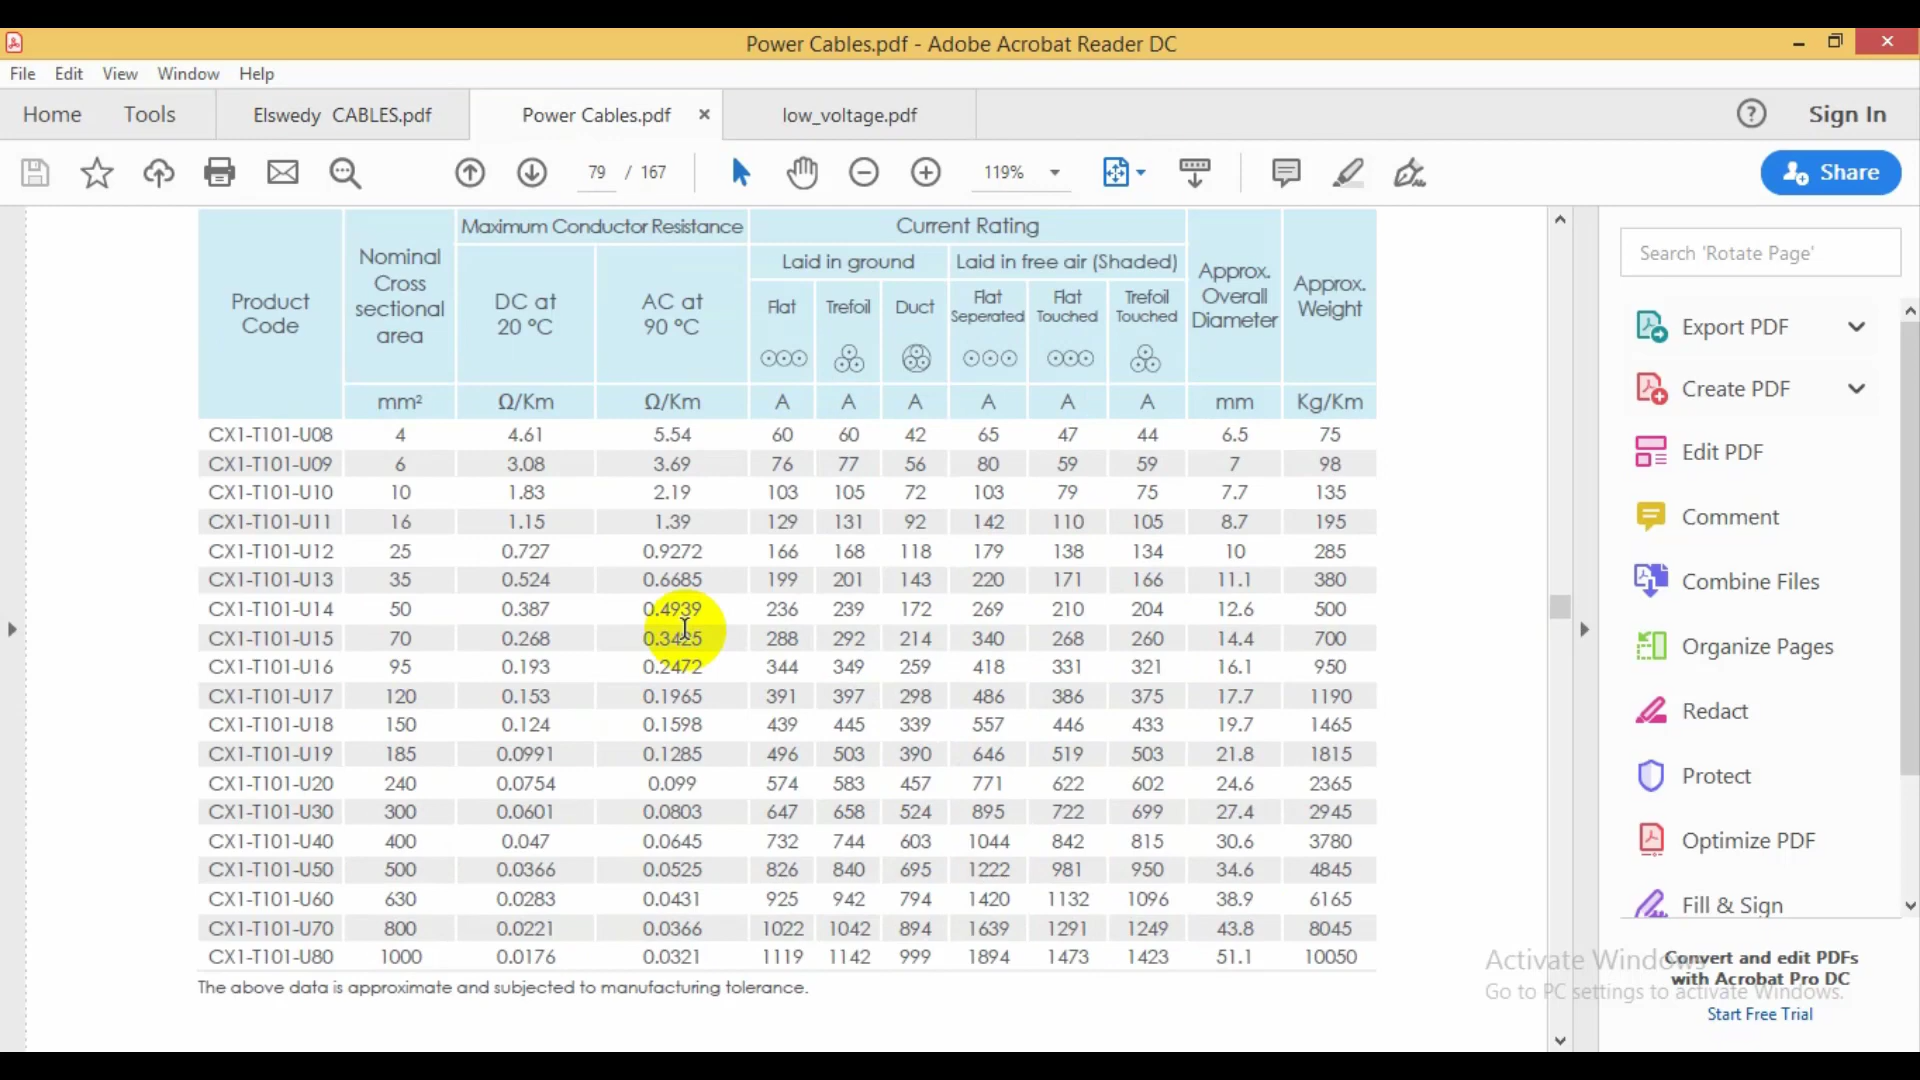 Power Cables.pdf - Adobe Acrobat Reader DC
File Edit View Window Help
Home Tools Elswedy CABLES.pdf Power Cables.pdf × low_voltage.pdf ? Sign In
79 / 167 119% Share
Maximum Conductor Resistance Current Rating
Product Code
Nominal Cross sectional area
DC at 20 ºC
AC at 90 ºC
Laid in ground
Laid in free air (Shaded)
Flat Trefoil Duct Flat Seperated Flat Touched Trefoil Touched
Approx. Overall Diameter
Approx. Weight
mm² Ω/Km Ω/Km A A A A A A mm Kg/Km
CX1-T101-U08 4 4.61 5.54 60 60 42 65 47 44 6.5 75
CX1-T101-U09 6 3.08 3.69 76 77 56 80 59 59 7 98
CX1-T101-U10 10 1.83 2.19 103 105 72 103 79 75 7.7 135
CX1-T101-U11 16 1.15 1.39 129 131 92 142 110 105 8.7 195
CX1-T101-U12 25 0.727 0.9272 166 168 118 179 138 134 10 285
CX1-T101-U13 35 0.524 0.6685 199 201 143 220 171 166 11.1 380
CX1-T101-U14 50 0.387 0.4939 236 239 172 269 210 204 12.6 500
CX1-T101-U15 70 0.268 0.3425 288 292 214 340 268 260 14.4 700
CX1-T101-U16 95 0.193 0.2472 344 349 259 418 331 321 16.1 950
CX1-T101-U17 120 0.153 0.1965 391 397 298 486 386 375 17.7 1190
CX1-T101-U18 150 0.124 0.1598 439 445 339 557 446 433 19.7 1465
CX1-T101-U19 185 0.0991 0.1285 496 503 390 646 519 503 21.8 1815
CX1-T101-U20 240 0.0754 0.099 574 583 457 771 622 602 24.6 2365
CX1-T101-U30 300 0.0601 0.0803 647 658 524 895 722 699 27.4 2945
CX1-T101-U40 400 0.047 0.0645 732 744 603 1044 842 815 30.6 3780
CX1-T101-U50 500 0.0366 0.0525 826 840 695 1222 981 950 34.6 4845
CX1-T101-U60 630 0.0283 0.0431 925 942 794 1420 1132 1096 38.9 6165
CX1-T101-U70 800 0.0221 0.0366 1022 1042 894 1639 1291 1249 43.8 8045
CX1-T101-U80 1000 0.0176 0.0321 1119 1142 999 1894 1473 1423 51.1 10050
The above data is approximate and subjected to manufacturing tolerance.
Search 'Rotate Page'
Export PDF
Create PDF
Edit PDF
Comment
Combine Files
Organize Pages
Redact
Protect
Optimize PDF
Fill & Sign
Convert and edit PDFs
with Acrobat Pro DC
Start Free Trial
Activate Windows
Go to PC settings to activate Windows.